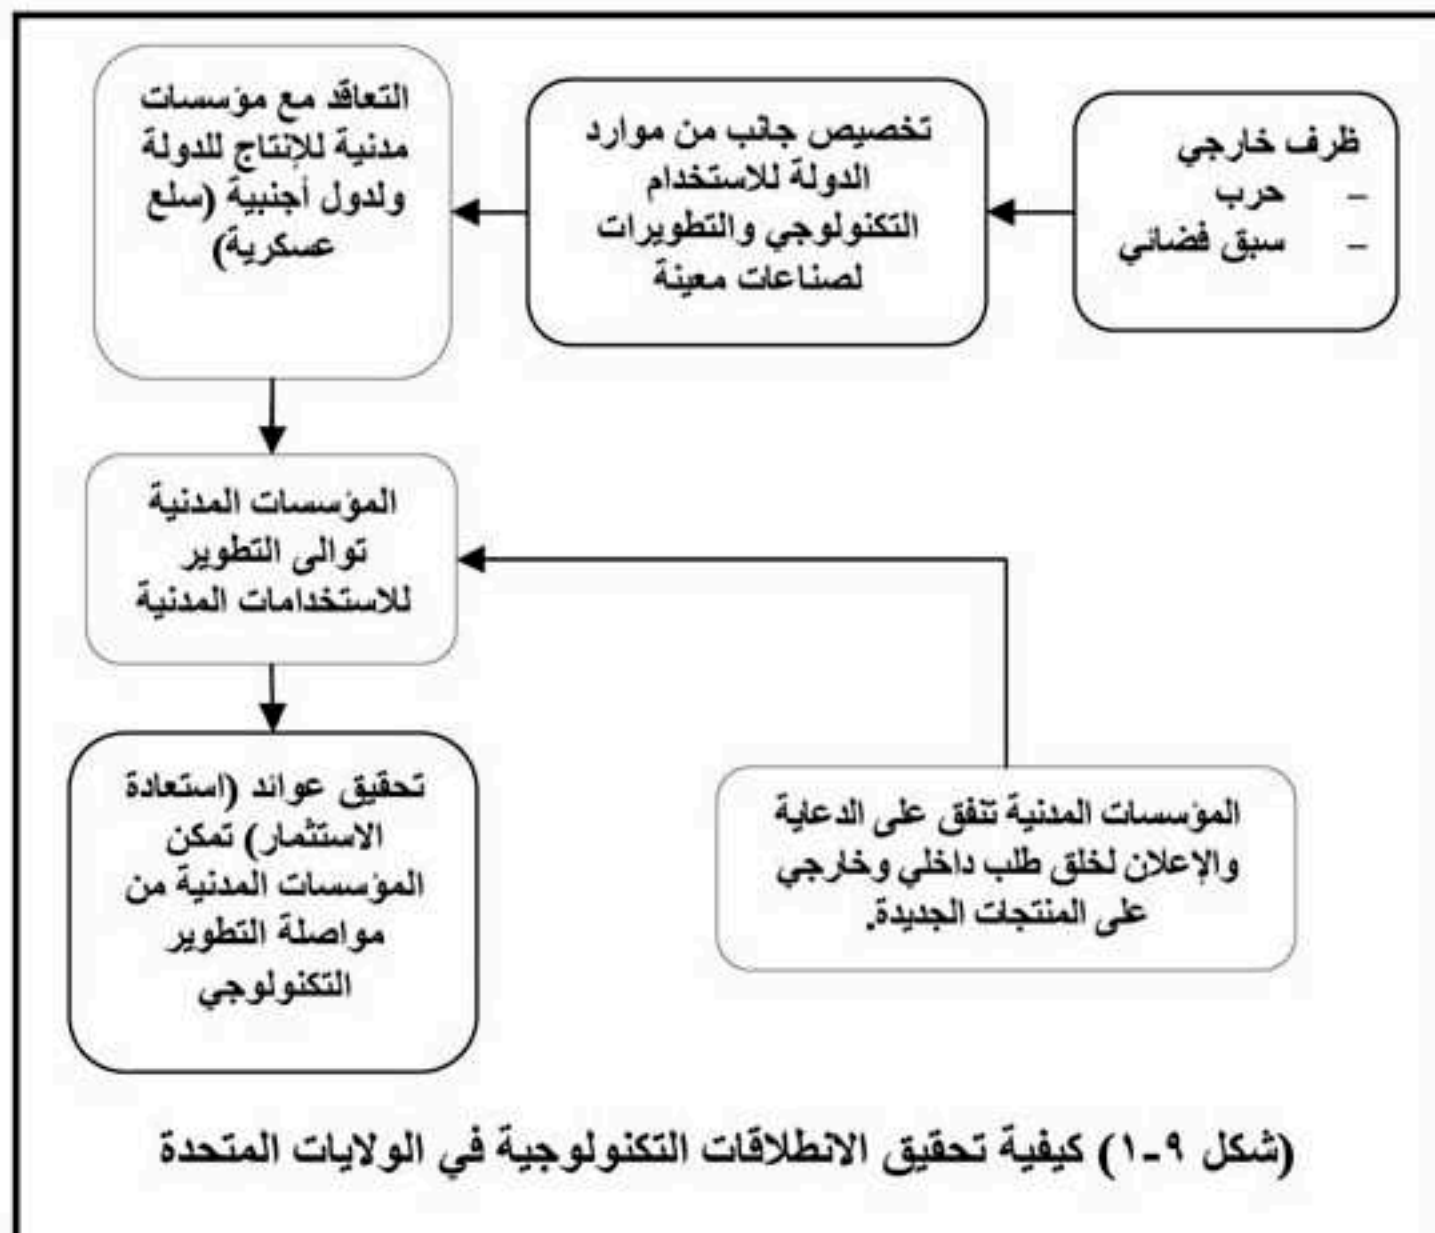 ظرف خارجي
– حرب
– سبق فضائي
تخصيص جانب من موارد
الدولة للاستخدام
التكنولوجي والتطويرات
لصناعات معينة
التعاقد مع مؤسسات
مدنية للإنتاج للدولة
ولدول أجنبية (سلع
عسكرية)
المؤسسات المدنية
توالى التطوير
للاستخدامات المدنية
تحقيق عوائد (استعادة
الاستثمار) تمكن
المؤسسات المدنية من
مواصلة التطوير
التكنولوجي
المؤسسات المدنية تنفق على الدعاية
والإعلان لخلق طلب داخلي وخارجي
على المنتجات الجديدة.
(شكل ٩-١) كيفية تحقيق الانطلاقات التكنولوجية في الولايات المتحدة